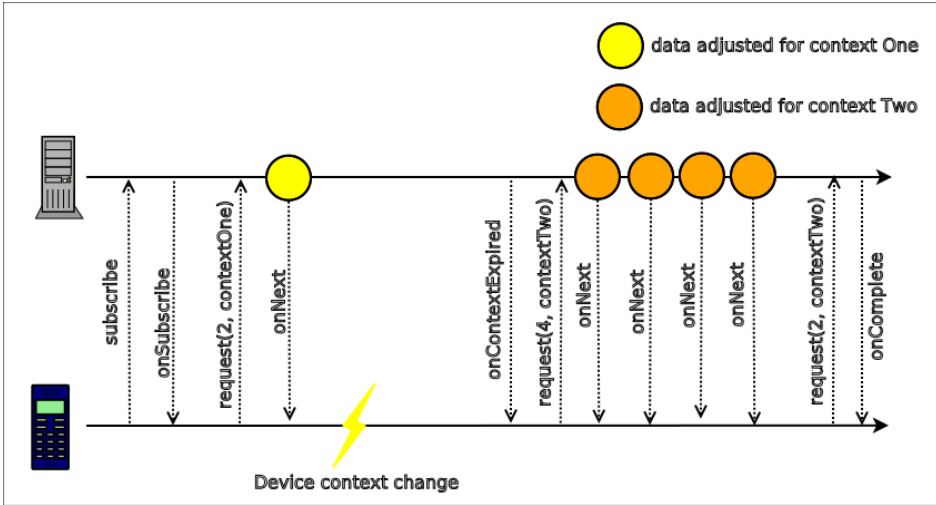 data adjusted for context One
data adjusted for context Two
subscribe
onSubscribe
request(2, contextOne)
onNext
onContextExpired
request(4, contextTwo)
onNext
onNext
onNext
onNext
request(2, contextTwo)
onComplete
Device context change